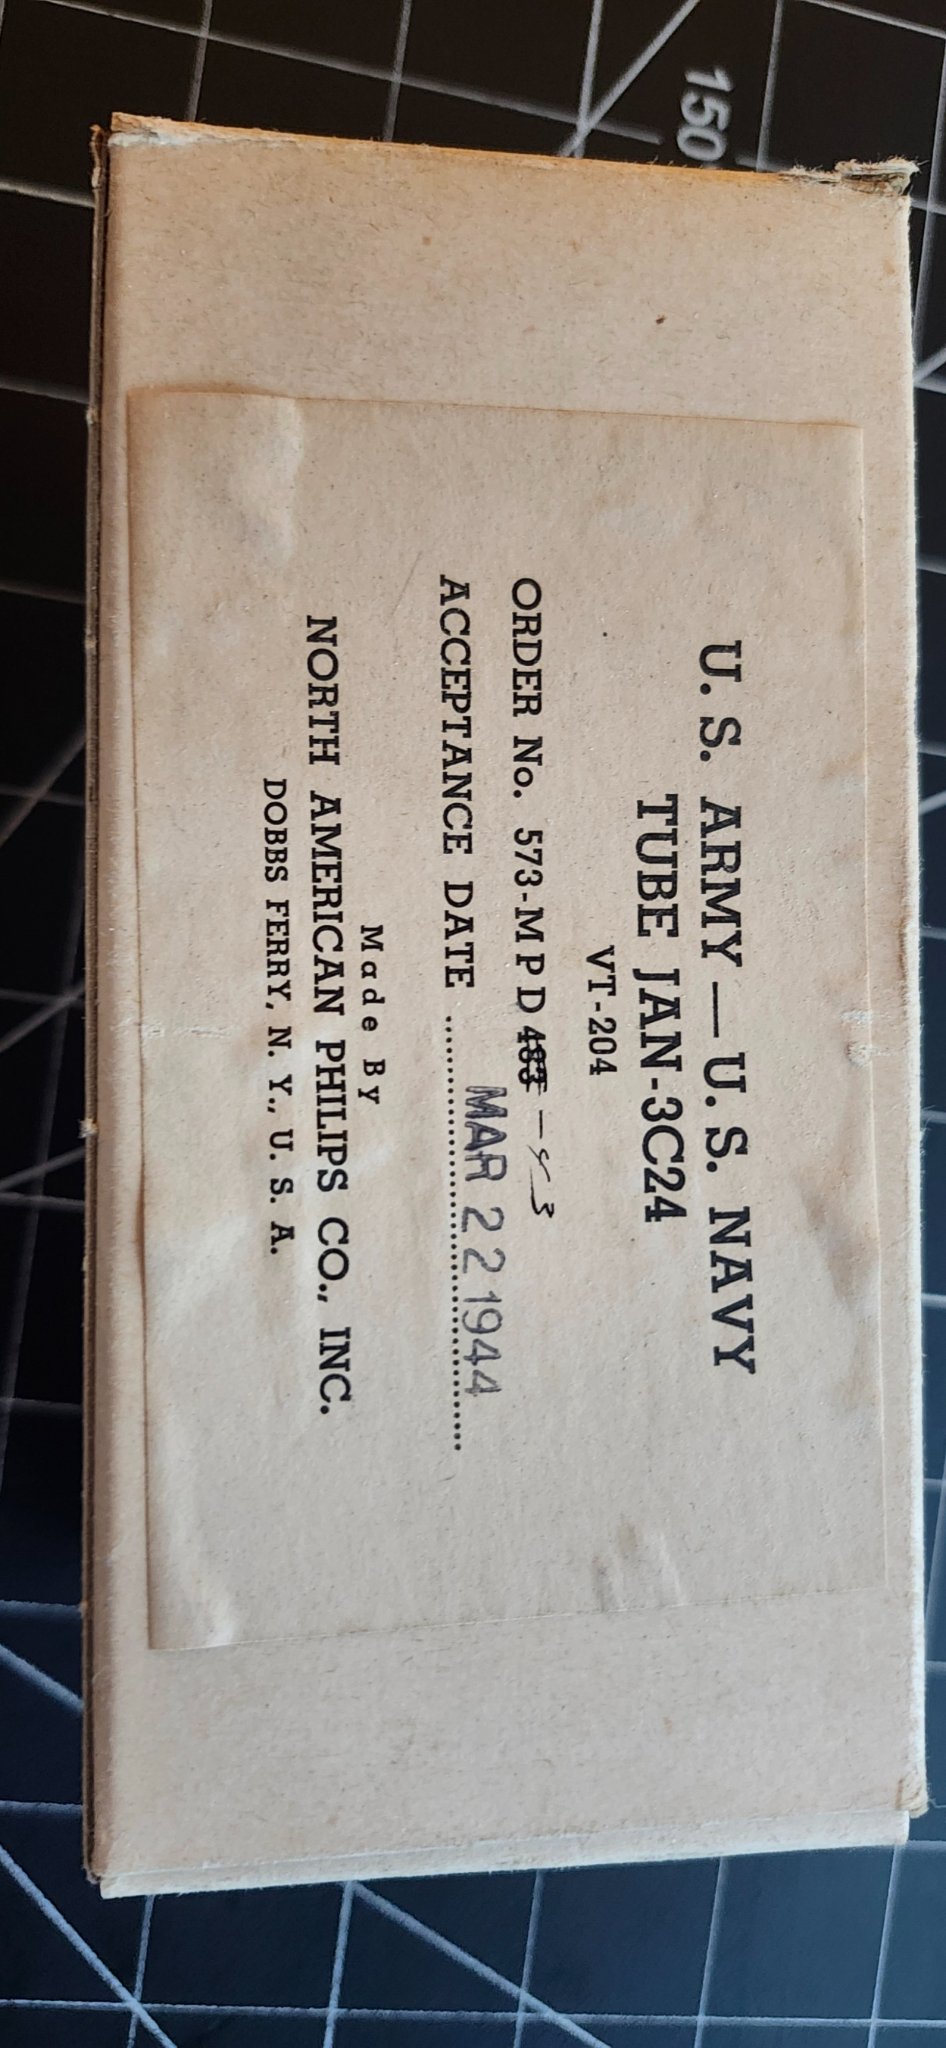 150
U. S. ARMY — U. S. NAVY
TUBE JAN-3C24
VT-204
ORDER No. 573-MPD 483 - 43
ACCEPTANCE DATE MAR 22 1944
Made By
NORTH AMERICAN PHILIPS CO., INC.
DOBBS FERRY, N. Y., U. S. A.